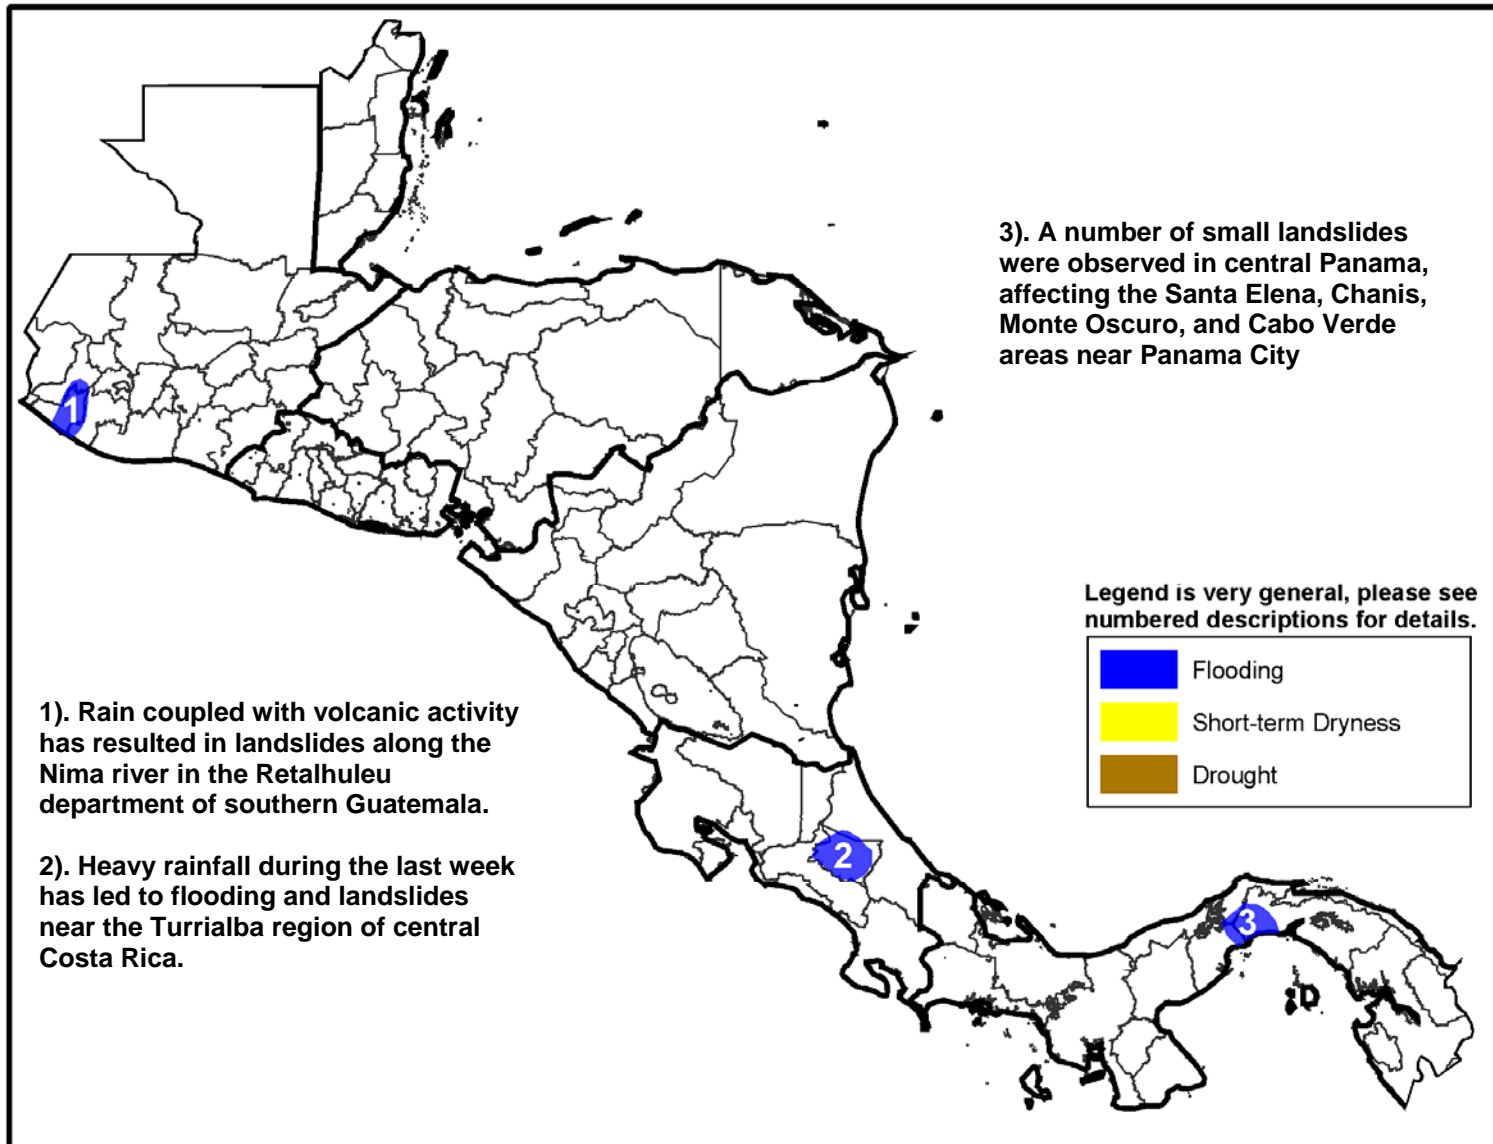 3). A number of small landslides
were observed in central Panama,
affecting the Santa Elena, Chanis,
Monte Oscuro, and Cabo Verde
areas near Panama City
1
Legend is very general, please see
numbered descriptions for details.
Flooding
Short-term Dryness
Drought
1). Rain coupled with volcanic activity
has resulted in landslides along the
Nima river in the Retalhuleu
department of southern Guatemala.
2). Heavy rainfall during the last week
has led to flooding and landslides
near the Turrialba region of central
Costa Rica.
2
3